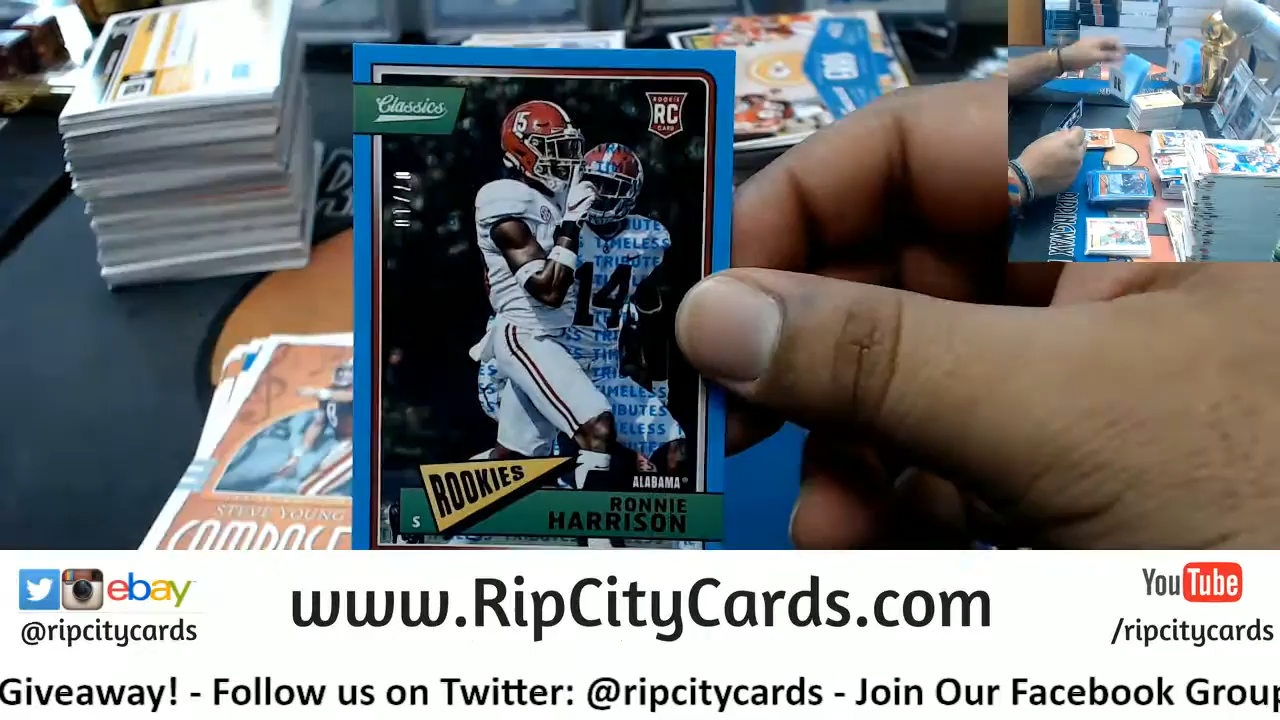 Classics
ROOKIE
RC
CARD
15
TIMELESS
TRIBUTE
14
ROOKIES
ALABAMA
S
RONNIE
HARRISON
STEVE YOUNG
ebay
@ripcitycards
www.RipCityCards.com
YouTube
/ripcitycards
Giveaway! - Follow us on Twitter: @ripcitycards - Join Our Facebook Group